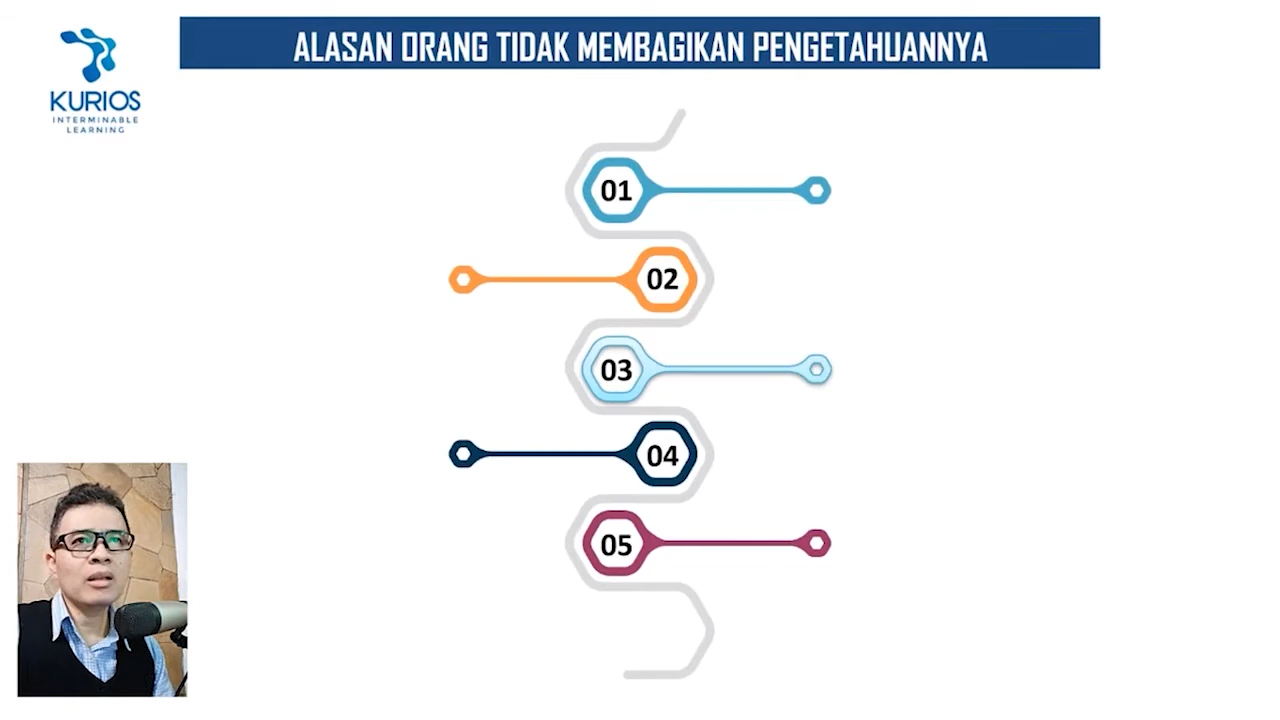 ALASAN ORANG TIDAK MEMBAGIKAN PENGETAHUANNYA
KURIOS
INTERMINABLE
LEARNING
01
02
03
04
05